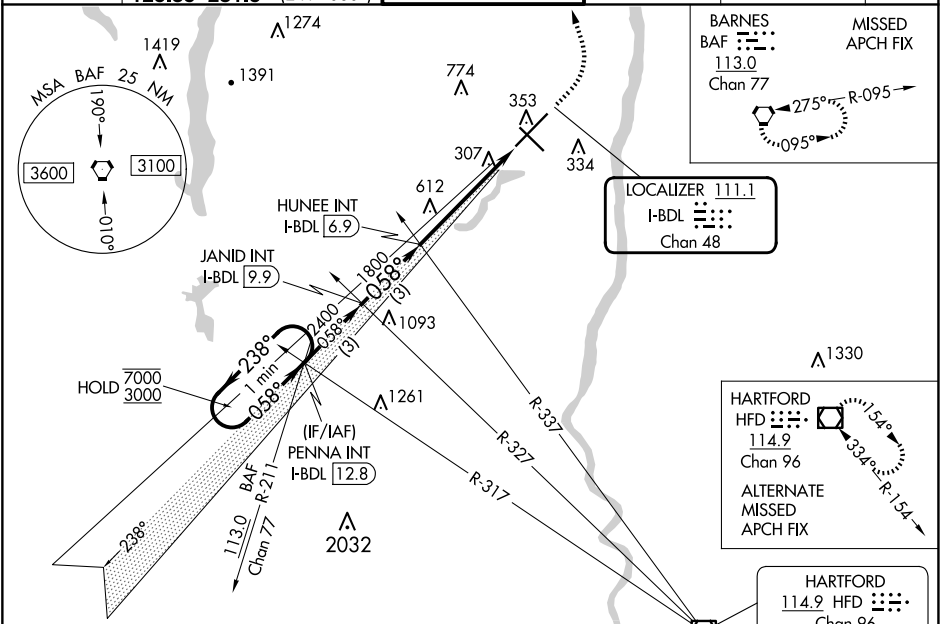 1274
1419
1391
774
353
334
307
612
MSA BAF 25 NM
190°
3600
3100
010°
BARNES
BAF
113.0
Chan 77
MISSED
APCH FIX
275°
R-095
095°
LOCALIZER 111.1
I-BDL
Chan 48
HUNEE INT
I-BDL 6.9
JANID INT
I-BDL 9.9
1800
058°
(3)
2400
058°
(3)
1093
238°
1 min
058°
HOLD 7000
3000
1261
(IF/IAF)
PENNA INT
I-BDL 12.8
R-337
R-327
R-317
BAF
R-211
113.0
Chan 77
238°
2032
1330
HARTFORD
HFD
114.9
Chan 96
154°
334°
R-154
ALTERNATE
MISSED
APCH FIX
HARTFORD
114.9 HFD
Chan 96